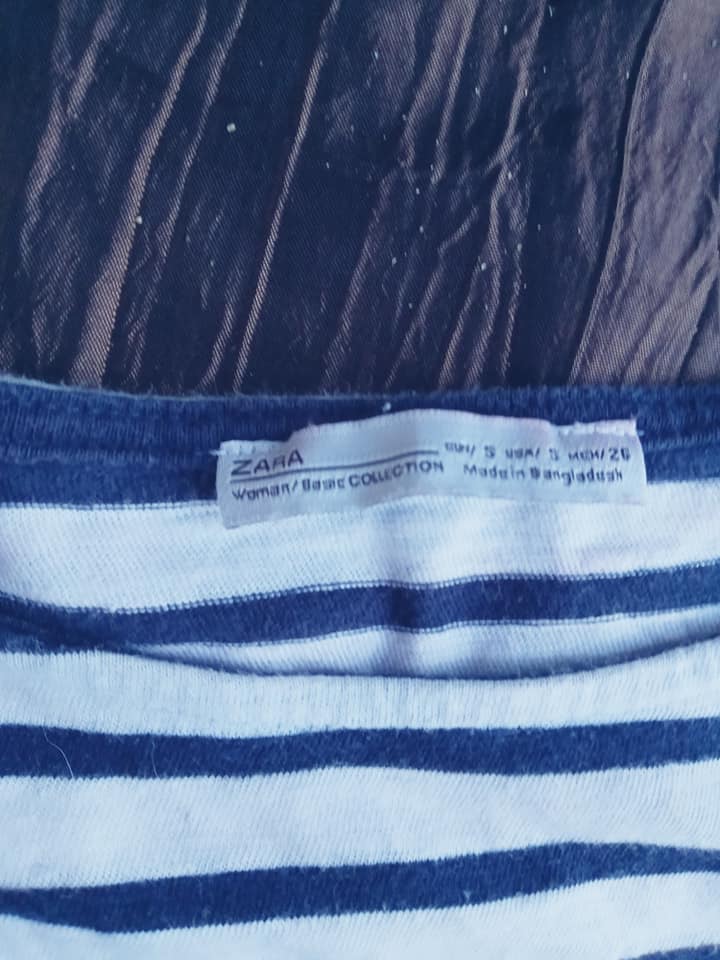 ZARA
Woman/Basic COLLECTION
EUR/ S USA/ S MEX/26
Made in Bangladesh